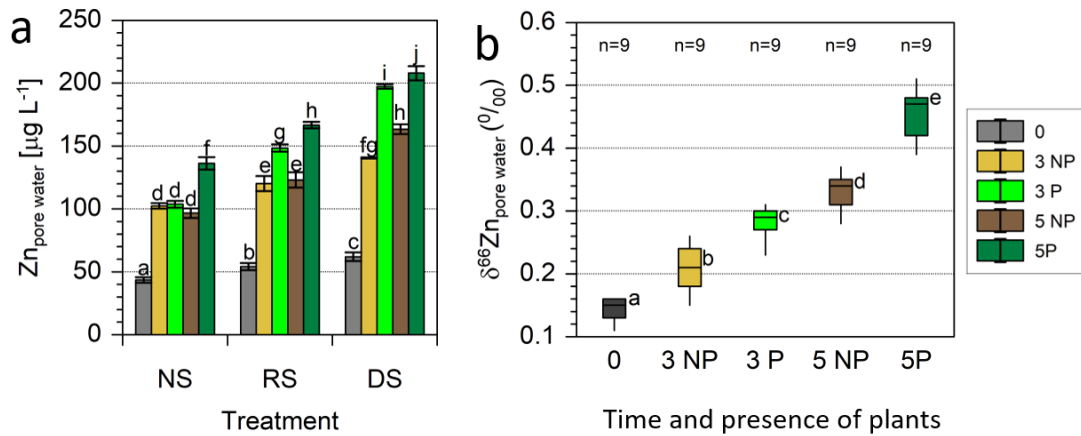 a
Zn pore water [µg L⁻¹]
250
200
150
100
50
0
a d d d f
b e g e h
c fg i h j
NS RS DS
Treatment
b
δ⁶⁶Zn pore water (⁰/₀₀)
0.6
0.5
0.4
0.3
0.2
0.1
n=9 n=9 n=9 n=9 n=9
a
b
c
d
e
0 3 NP 3 P 5 NP 5P
Time and presence of plants
0
3 NP
3 P
5 NP
5P